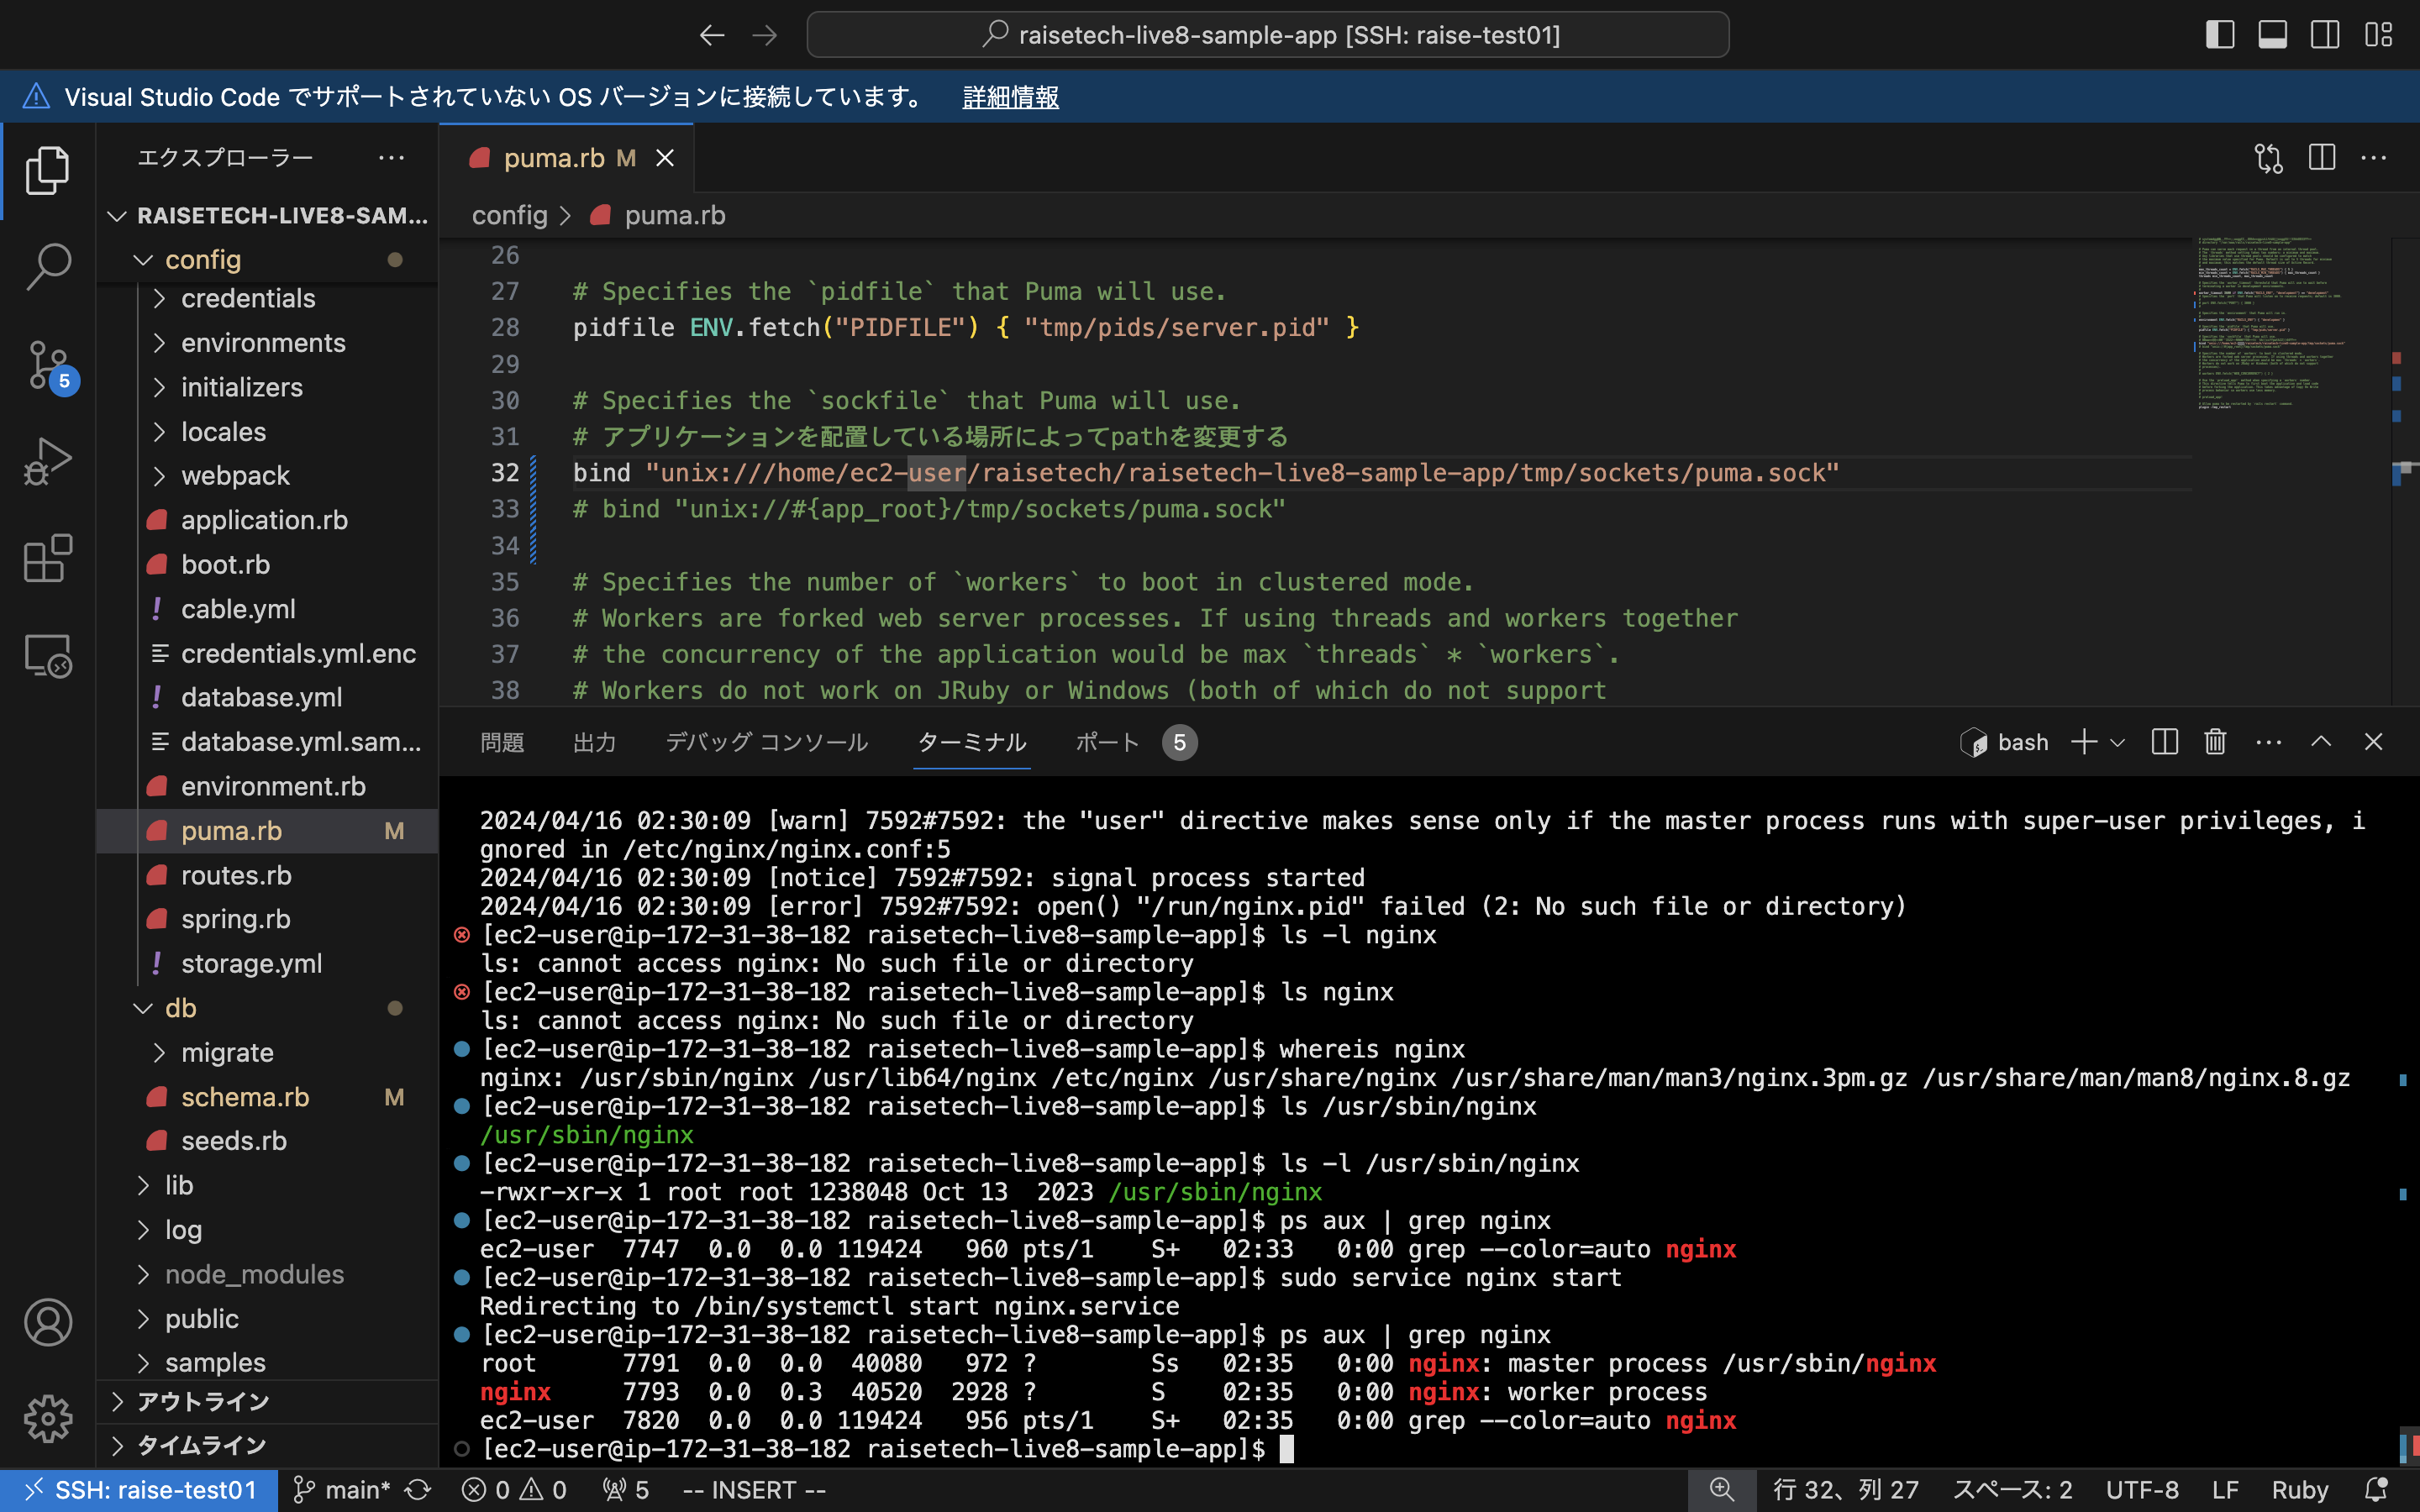 raisetech-live8-sample-app [SSH: raise-test01]
Visual Studio Code でサポートされていない OS バージョンに接続しています。 詳細情報
エクスプローラー
RAISETECH-LIVE8-SAM...
config
credentials
environments
initializers
locales
webpack
application.rb
boot.rb
cable.yml
credentials.yml.enc
database.yml
database.yml.sam...
environment.rb
puma.rb M
routes.rb
spring.rb
storage.yml
db
migrate
schema.rb M
seeds.rb
lib
log
node_modules
public
samples
アウトライン
タイムライン
5
puma.rb M
config > puma.rb
26
27 # Specifies the `pidfile` that Puma will use.
28 pidfile ENV.fetch("PIDFILE") { "tmp/pids/server.pid" }
29
30 # Specifies the `sockfile` that Puma will use.
31 # アプリケーションを配置している場所によってpathを変更する
32 bind "unix:///home/ec2-user/raisetech/raisetech-live8-sample-app/tmp/sockets/puma.sock"
33 # bind "unix://#{app_root}/tmp/sockets/puma.sock"
34
35 # Specifies the number of `workers` to boot in clustered mode.
36 # Workers are forked web server processes. If using threads and workers together
37 # the concurrency of the application would be max `threads` * `workers`.
38 # Workers do not work on JRuby or Windows (both of which do not support
問題 出力 デバッグ コンソール ターミナル ポート 5 bash
2024/04/16 02:30:09 [warn] 7592#7592: the "user" directive makes sense only if the master process runs with super-user privileges, i
gnored in /etc/nginx/nginx.conf:5
2024/04/16 02:30:09 [notice] 7592#7592: signal process started
2024/04/16 02:30:09 [error] 7592#7592: open() "/run/nginx.pid" failed (2: No such file or directory)
[ec2-user@ip-172-31-38-182 raisetech-live8-sample-app]$ ls -l nginx
ls: cannot access nginx: No such file or directory
[ec2-user@ip-172-31-38-182 raisetech-live8-sample-app]$ ls nginx
ls: cannot access nginx: No such file or directory
[ec2-user@ip-172-31-38-182 raisetech-live8-sample-app]$ whereis nginx
nginx: /usr/sbin/nginx /usr/lib64/nginx /etc/nginx /usr/share/nginx /usr/share/man/man3/nginx.3pm.gz /usr/share/man/man8/nginx.8.gz
[ec2-user@ip-172-31-38-182 raisetech-live8-sample-app]$ ls /usr/sbin/nginx
/usr/sbin/nginx
[ec2-user@ip-172-31-38-182 raisetech-live8-sample-app]$ ls -l /usr/sbin/nginx
-rwxr-xr-x 1 root root 1238048 Oct 13  2023 /usr/sbin/nginx
[ec2-user@ip-172-31-38-182 raisetech-live8-sample-app]$ ps aux | grep nginx
ec2-user  7747  0.0  0.0 119424   960 pts/1    S+   02:33   0:00 grep --color=auto nginx
[ec2-user@ip-172-31-38-182 raisetech-live8-sample-app]$ sudo service nginx start
Redirecting to /bin/systemctl start nginx.service
[ec2-user@ip-172-31-38-182 raisetech-live8-sample-app]$ ps aux | grep nginx
root      7791  0.0  0.0  40080   972 ?        Ss   02:35   0:00 nginx: master process /usr/sbin/nginx
nginx     7793  0.0  0.3  40520  2928 ?        S    02:35   0:00 nginx: worker process
ec2-user  7820  0.0  0.0 119424   956 pts/1    S+   02:35   0:00 grep --color=auto nginx
[ec2-user@ip-172-31-38-182 raisetech-live8-sample-app]$
SSH: raise-test01 main* 0 0 5 -- INSERT -- 行 32、列 27 スペース: 2 UTF-8 LF Ruby